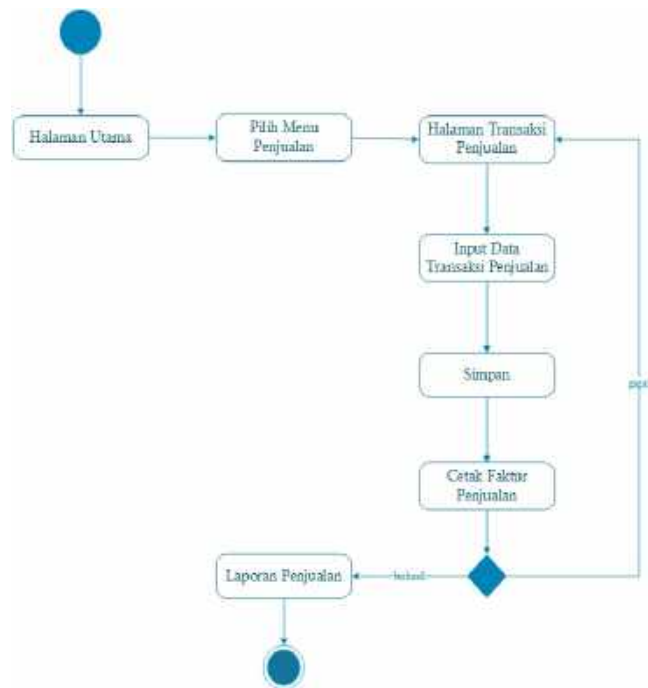 Halaman Utama
Pilih Menu
Penjualan
Halaman Transaksi
Penjualan
Input Data
Transaksi Penjualan
Simpan
Cetak Faktur
Penjualan
Laporan Penjualan